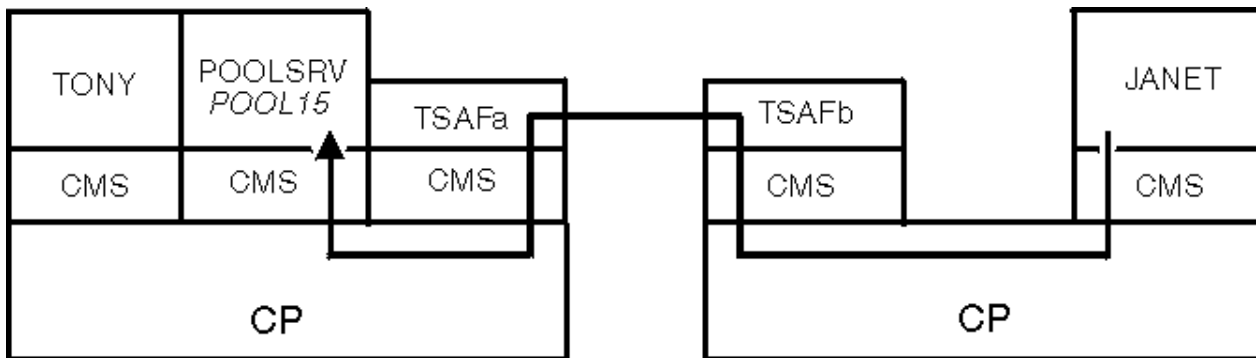 TONY
POOLSRV
POOL15
TSAFa
TSAFb
JANET
CMS
CMS
CMS
CMS
CMS
CP
CP